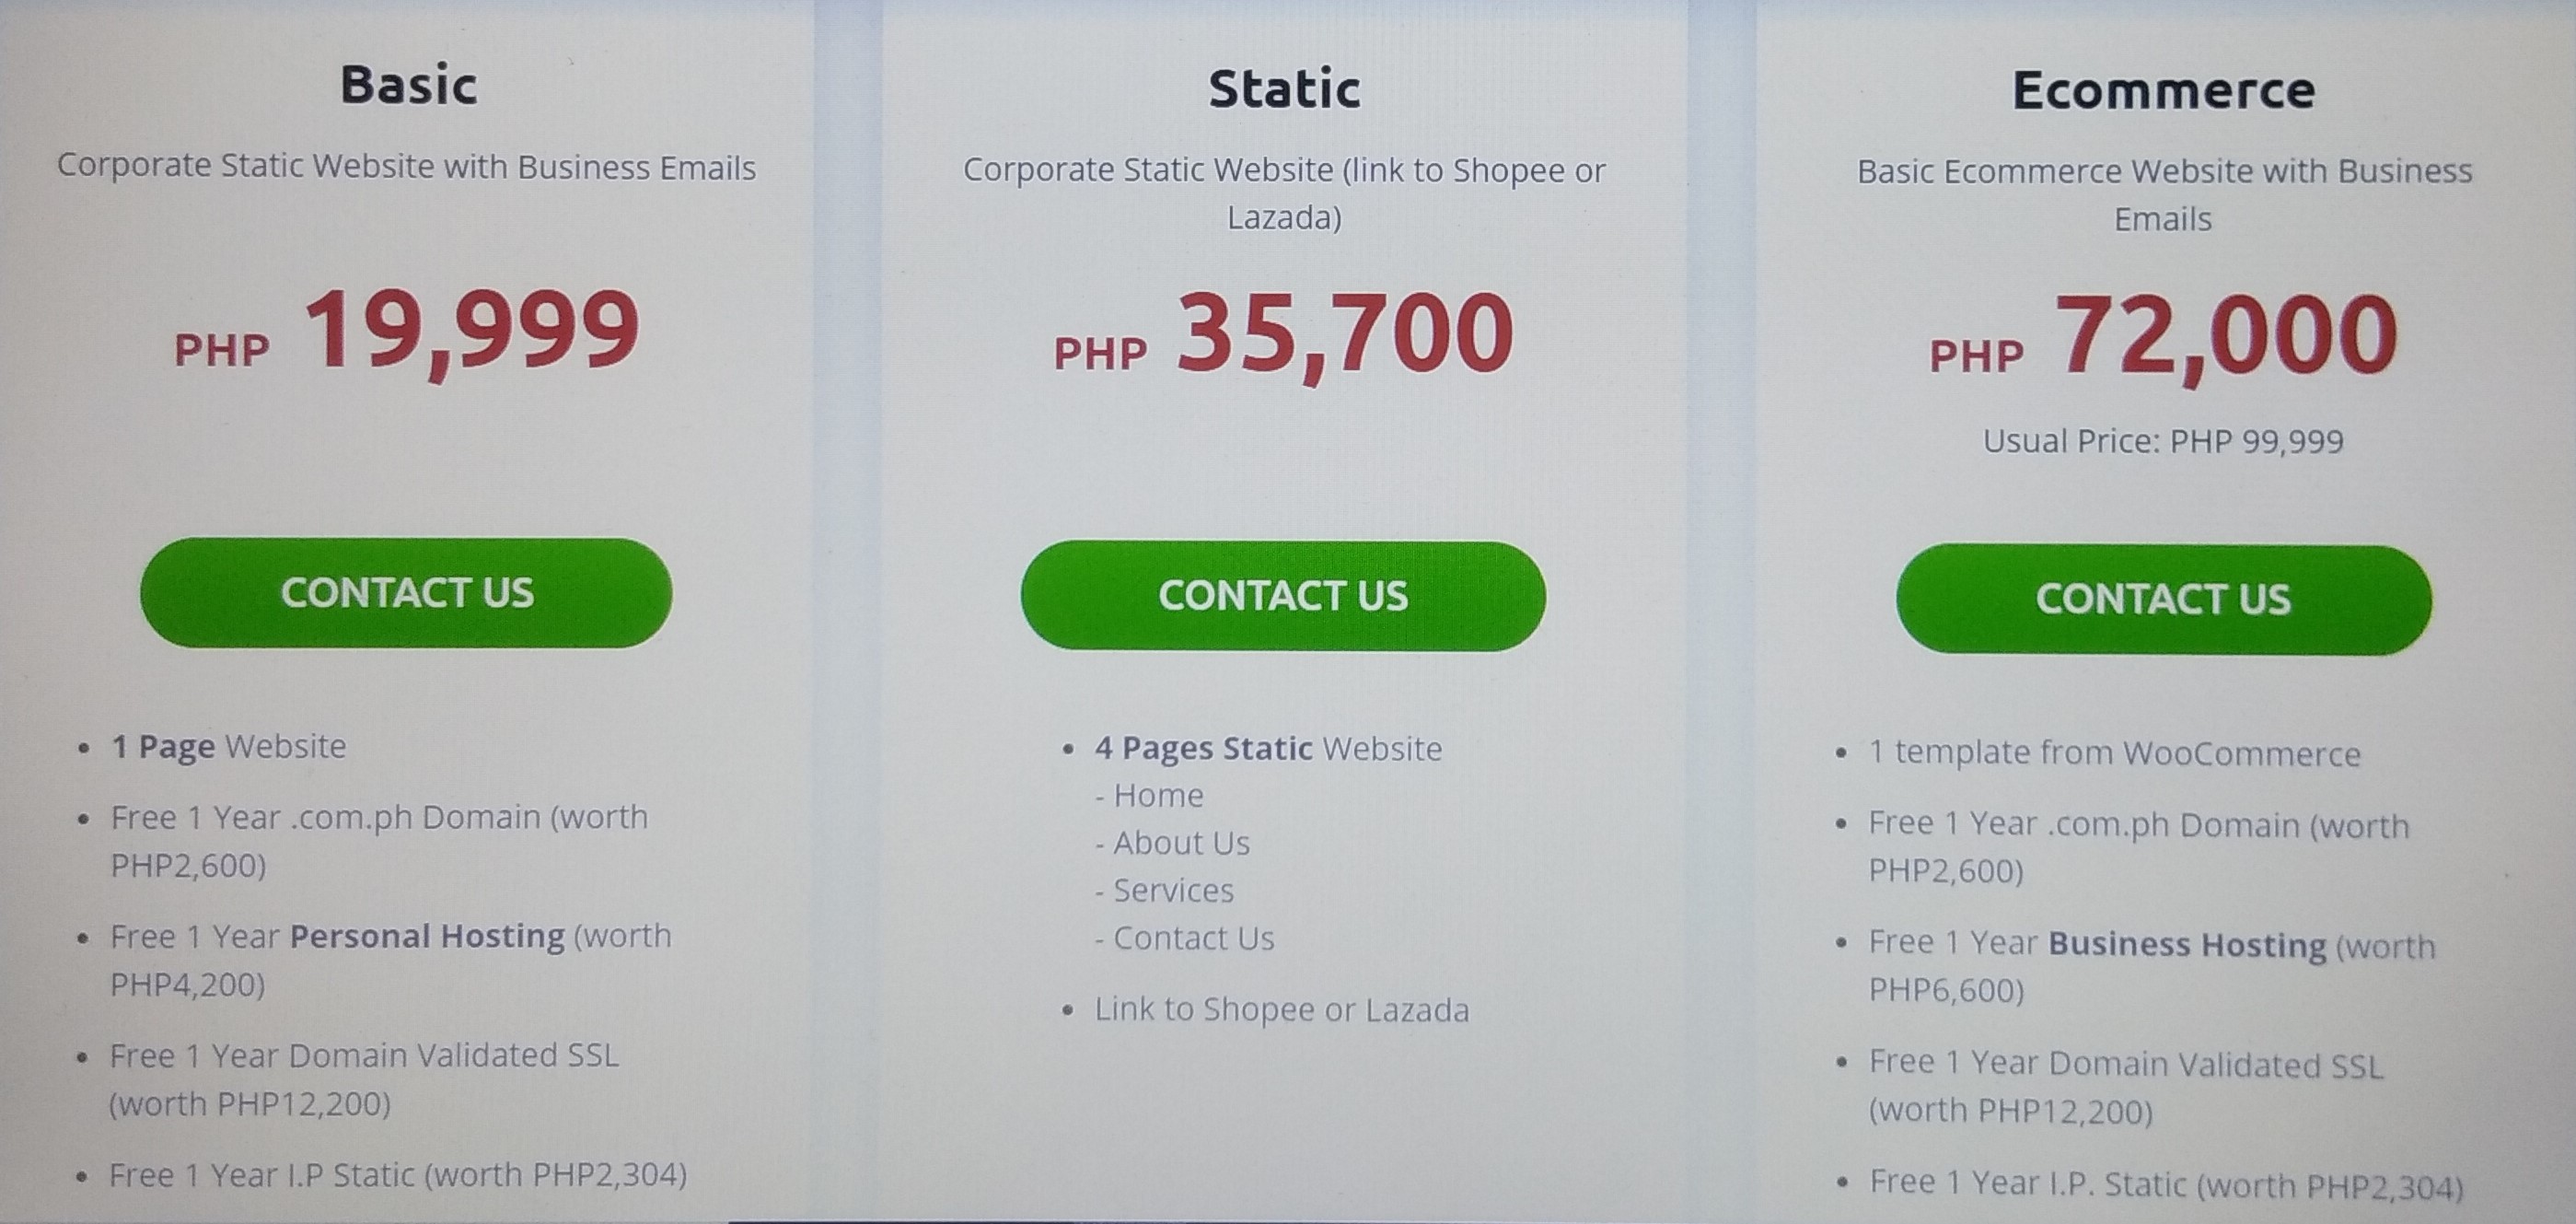 Basic
Corporate Static Website with Business Emails
PHP 19,999
CONTACT US
• 1 Page Website
• Free 1 Year .com.ph Domain (worth
PHP2,600)
• Free 1 Year Personal Hosting (worth
PHP4,200)
• Free 1 Year Domain Validated SSL
(worth PHP12,200)
• Free 1 Year I.P Static (worth PHP2,304)
Static
Corporate Static Website (link to Shopee or
Lazada)
PHP 35,700
CONTACT US
• 4 Pages Static Website
- Home
- About Us
- Services
- Contact Us
• Link to Shopee or Lazada
Ecommerce
Basic Ecommerce Website with Business
Emails
PHP 72,000
Usual Price: PHP 99,999
CONTACT US
• 1 template from WooCommerce
• Free 1 Year .com.ph Domain (worth
PHP2,600)
• Free 1 Year Business Hosting (worth
PHP6,600)
• Free 1 Year Domain Validated SSL
(worth PHP12,200)
• Free 1 Year I.P. Static (worth PHP2,304)